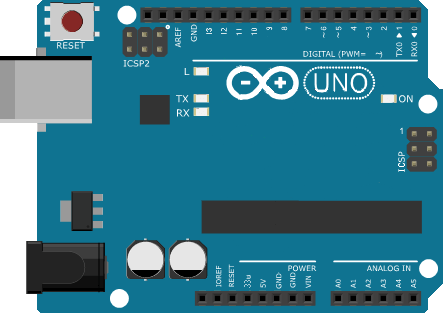 RESET
ICSP2
AREF
GND
13
12
~11
~10
~9
8
7
~6
~5
4
~3
2
TX0 ▶ 1
RX0 ◀ 0
DIGITAL (PWM= ~)
L
TX
RX
UNO
ON
1
ICSP
IOREF
RESET
33u
5V
GND
GND
VIN
POWER
A0
A1
A2
A3
A4
A5
ANALOG IN